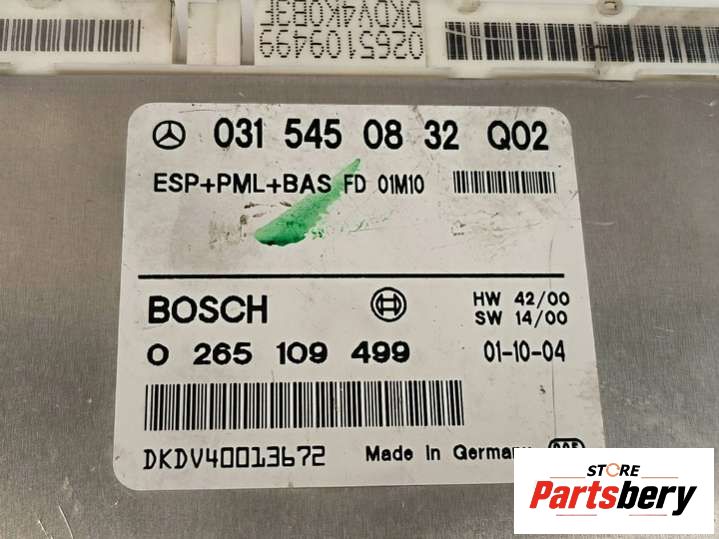 0265109499
DKDV4K0B3F
031 545 08 32 Q02
ESP+PML+BAS FD 01M10
BOSCH
HW 42/00
SW 14/00
0 265 109 499
01-10-04
DKDV40013672
Made in Germany
STORE
Partsbery